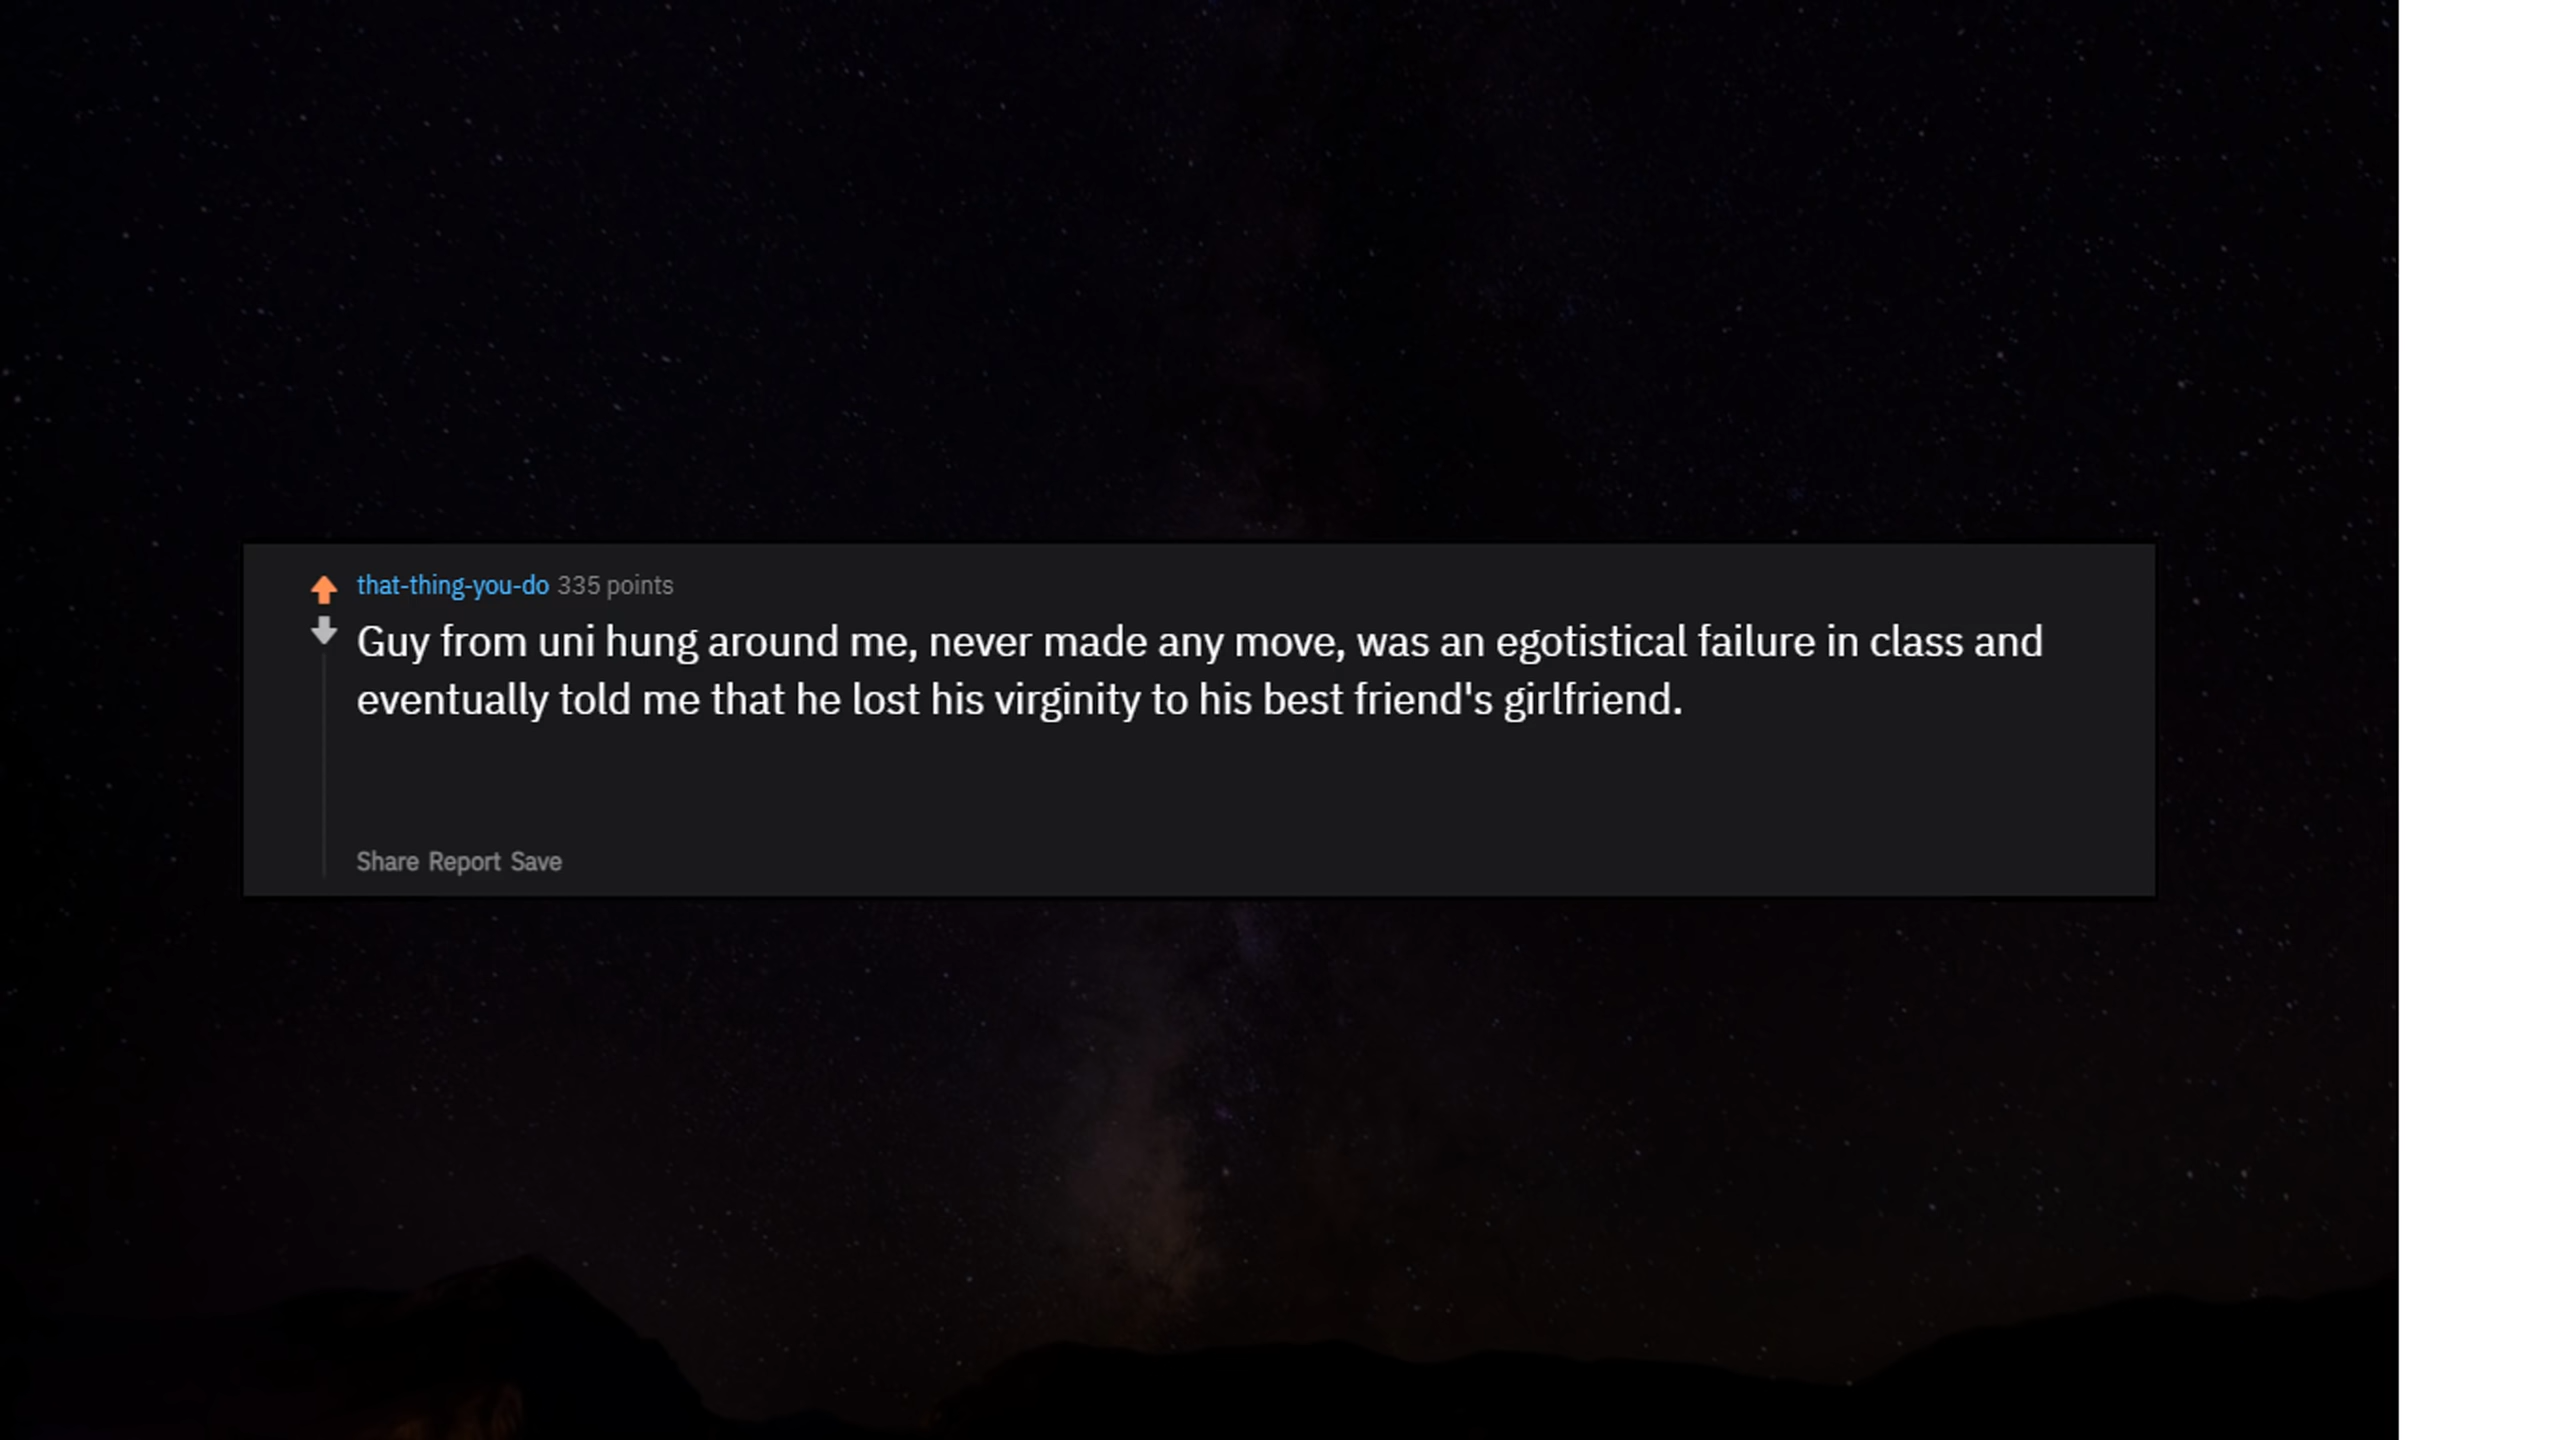 that-thing-you-do 335 points
Guy from uni hung around me, never made any move, was an egotistical failure in class and
eventually told me that he lost his virginity to his best friend's girlfriend.
Share Report Save